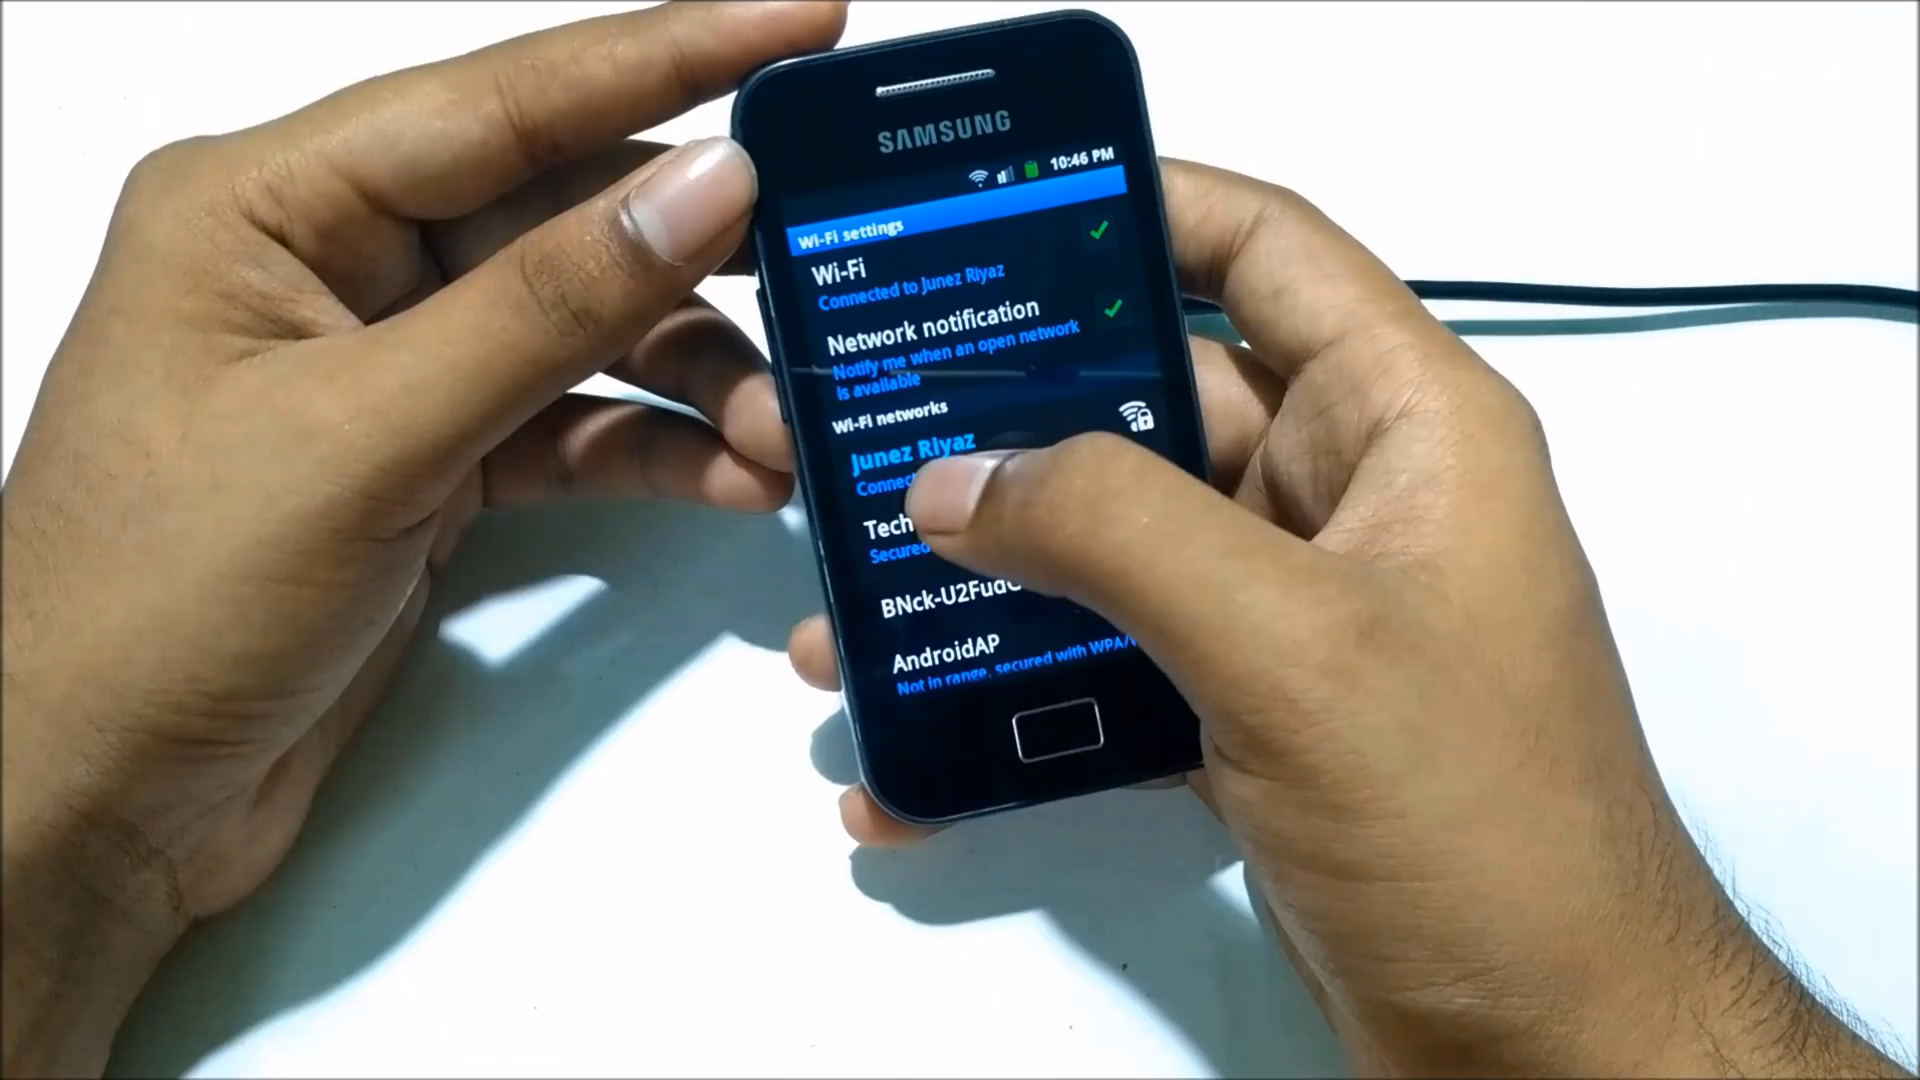 SAMSUNG
10:46 PM
Wi-Fi settings
Wi-Fi
Connected to Junez Riyaz
Network notification
Notify me when an open network
is available
Wi-Fi networks
Junez Riyaz
Connect
Tech
Secured
BNck-U2Fud
AndroidAP
Not in range, secured with WPA/